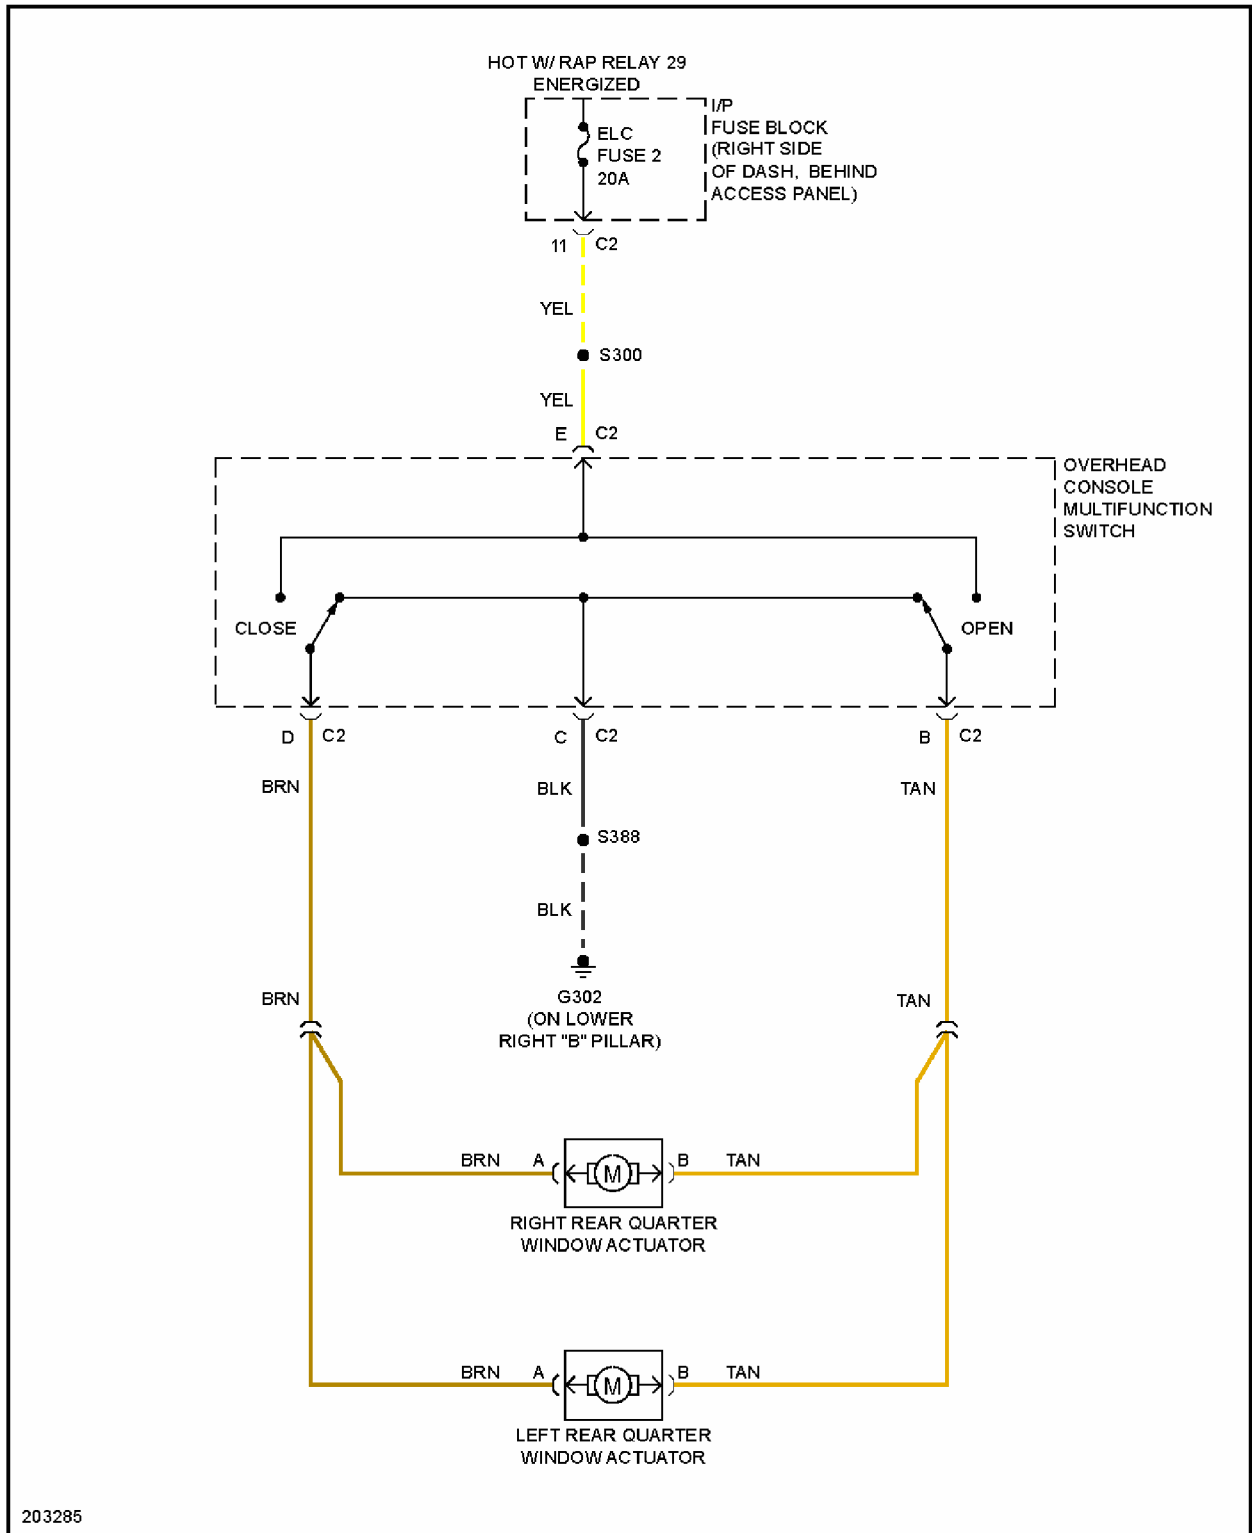 HOT W/ RAP RELAY 29
ENERGIZED
I/P
FUSE BLOCK
(RIGHT SIDE
OF DASH, BEHIND
ACCESS PANEL)
ELC
FUSE 2
20A
11 C2
YEL
S300
YEL
E C2
OVERHEAD
CONSOLE
MULTIFUNCTION
SWITCH
CLOSE
OPEN
D C2
C C2
B C2
BRN
BLK
TAN
S388
BLK
BRN
TAN
G302
(ON LOWER
RIGHT "B" PILLAR)
BRN A M B TAN
RIGHT REAR QUARTER
WINDOW ACTUATOR
BRN A M B TAN
LEFT REAR QUARTER
WINDOW ACTUATOR
203285